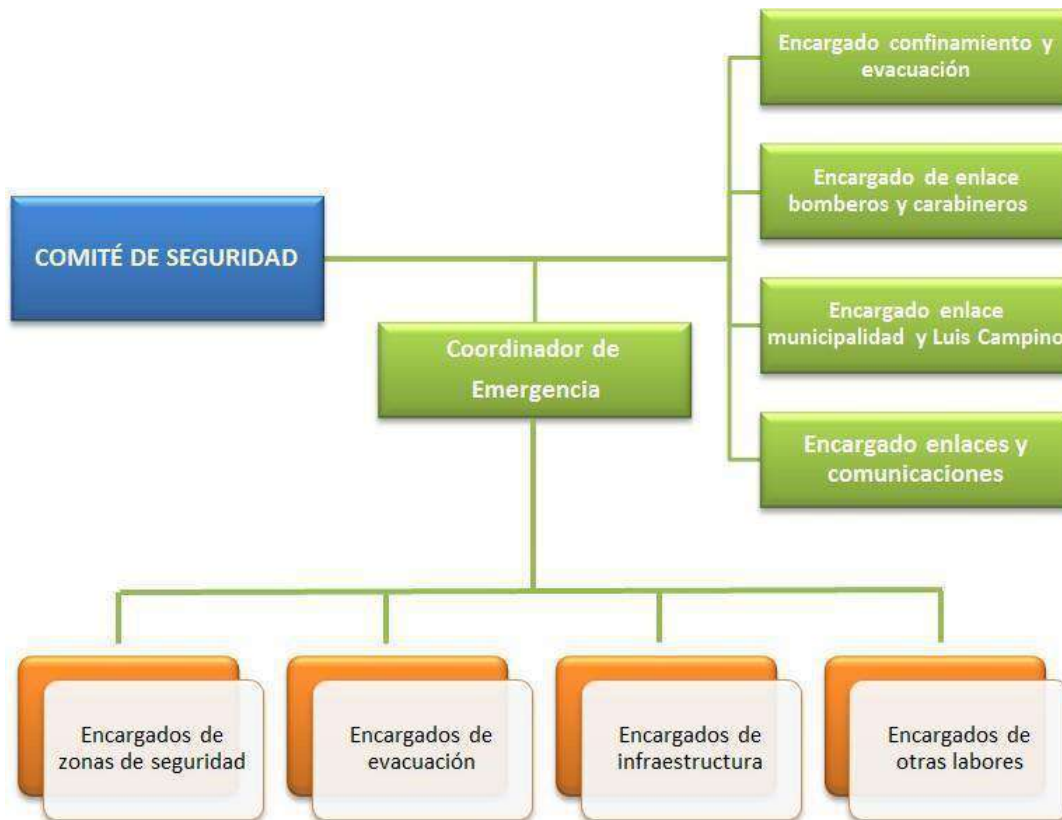 Encargado confinamiento y
evacuación
Encargado de enlace
bomberos y carabineros
COMITÉ DE SEGURIDAD
Encargado enlace
municipalidad y Luis Campino
Coordinador de
Emergencia
Encargado enlaces y
comunicaciones
Encargados de
zonas de seguridad
Encargados de
evacuación
Encargados de
infraestructura
Encargados de
otras labores